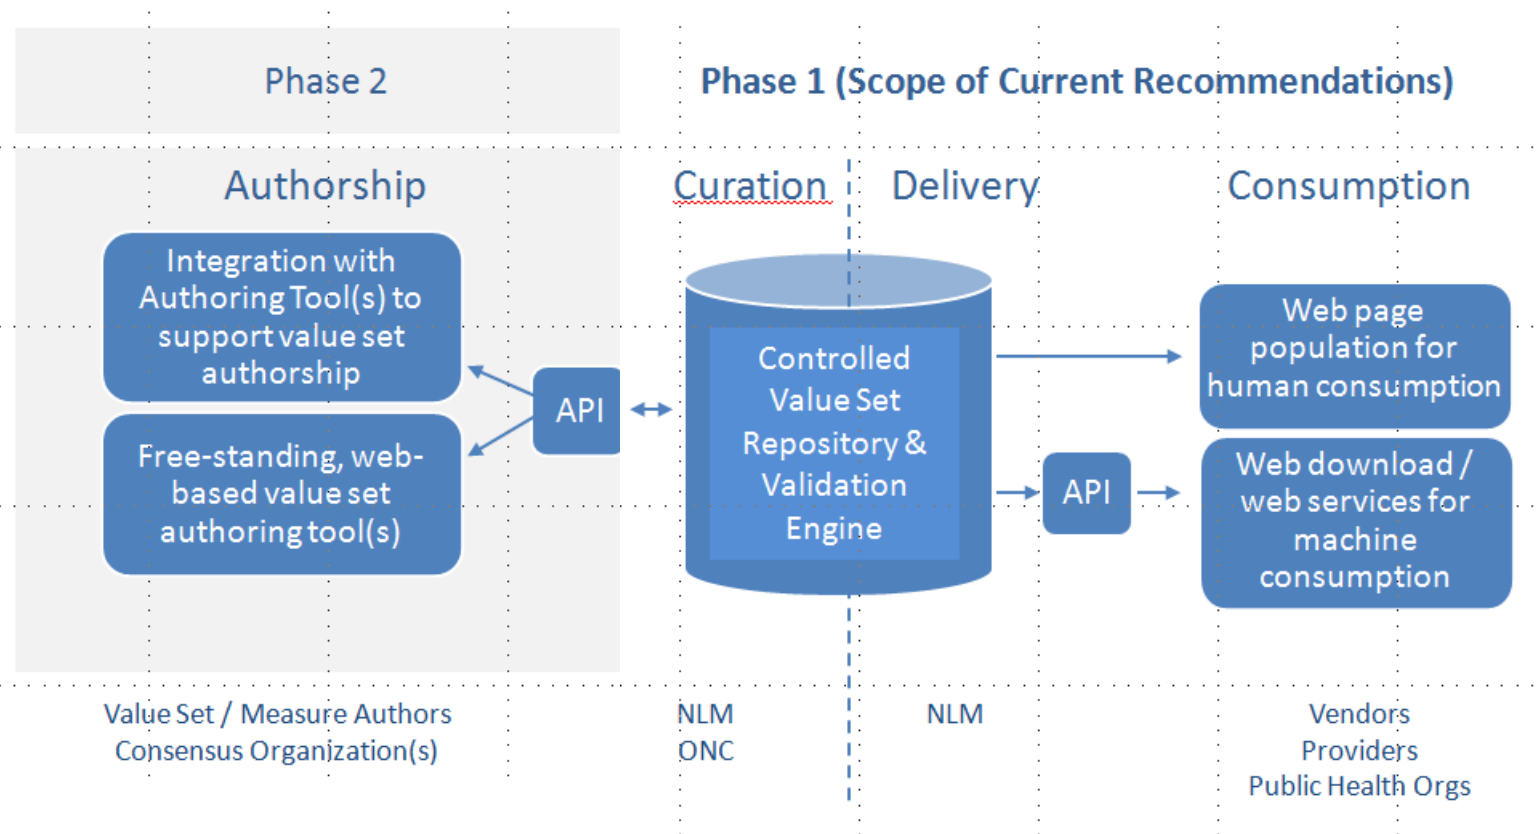 Phase 2
Phase 1 (Scope of Current Recommendations)
Authorship
Curation
Delivery
Consumption
Integration with
Authoring Tool(s) to
support value set
authorship
Free-standing, web-
based value set
authoring tool(s)
API
Controlled
Value Set
Repository &
Validation
Engine
API
Web page
population for
human consumption
Web download /
web services for
machine
consumption
Value Set / Measure Authors
Consensus Organization(s)
NLM
ONC
NLM
Vendors
Providers
Public Health Orgs